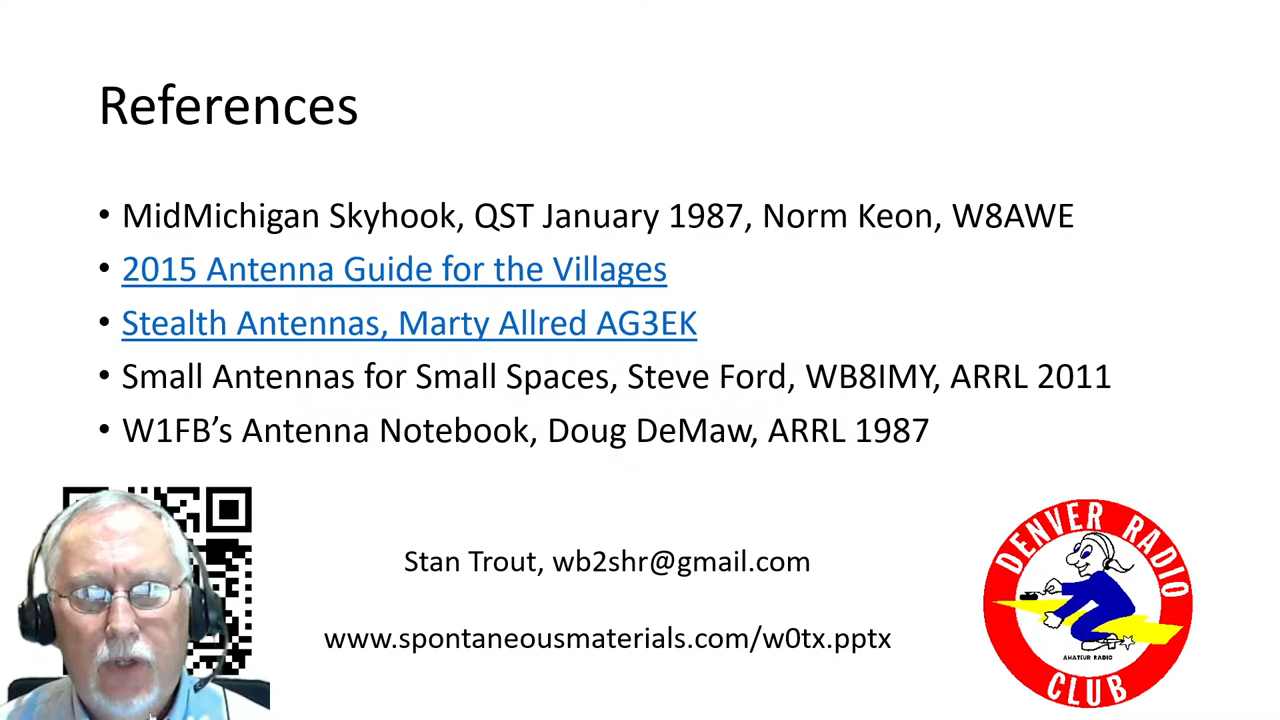 References
• MidMichigan Skyhook, QST January 1987, Norm Keon, W8AWE
• 2015 Antenna Guide for the Villages
• Stealth Antennas, Marty Allred AG3EK
• Small Antennas for Small Spaces, Steve Ford, WB8IMY, ARRL 2011
• W1FB’s Antenna Notebook, Doug DeMaw, ARRL 1987
Stan Trout, wb2shr@gmail.com
www.spontaneousmaterials.com/w0tx.pptx
DENVER RADIO
AMATEUR RADIO
CLUB